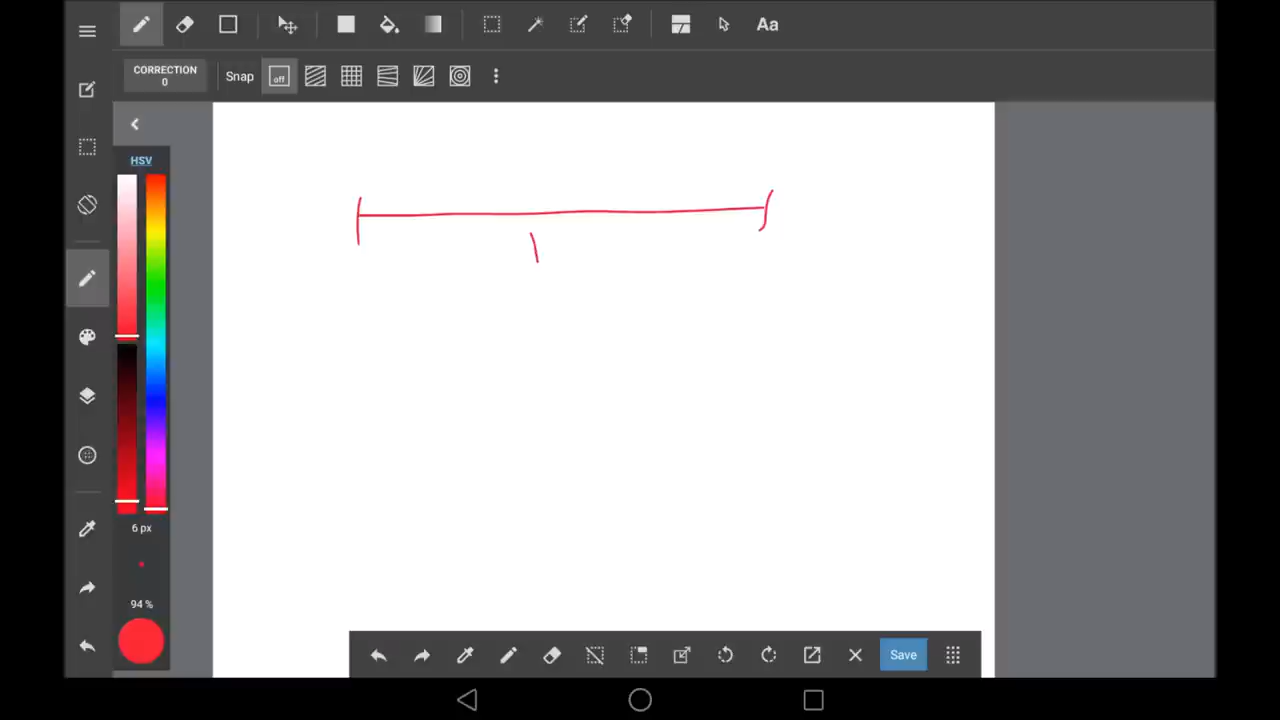 Aa
CORRECTION
0
Snap off
HSV
6 px
94 %
Save